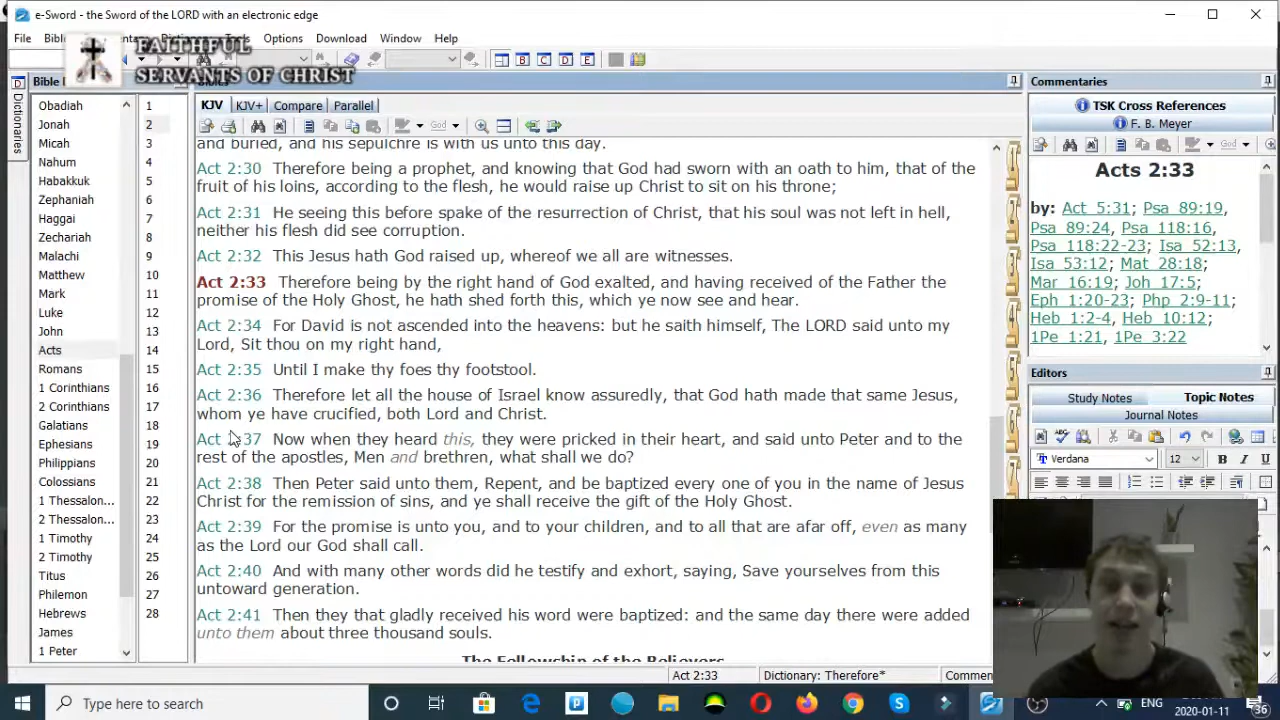 e-Sword - the Sword of the LORD with an electronic edge
File
Options
Download
Window
Help
FAITHFUL
SERVANTS OF CHRIST
B
C
D
E
Dictionaries
Obadiah
Jonah
Micah
Nahum
Habakkuk
Zephaniah
Haggai
Zechariah
Malachi
Matthew
Mark
Luke
John
Acts
Romans
1 Corinthians
2 Corinthians
Galatians
Ephesians
Philippians
Colossians
1 Thessalon...
2 Thessalon...
1 Timothy
2 Timothy
Titus
Philemon
Hebrews
James
1 Peter
1
2
3
4
5
6
7
8
9
10
11
12
13
14
15
16
17
18
19
20
21
22
23
24
25
26
27
28
KJV KJV+ Compare Parallel
God
and buried, and his sepulchre is with us unto this day.
Act 2:30 Therefore being a prophet, and knowing that God had sworn with an oath to him, that of the
fruit of his loins, according to the flesh, he would raise up Christ to sit on his throne;
Act 2:31 He seeing this before spake of the resurrection of Christ, that his soul was not left in hell,
neither his flesh did see corruption.
Act 2:32 This Jesus hath God raised up, whereof we all are witnesses.
Act 2:33 Therefore being by the right hand of God exalted, and having received of the Father the
promise of the Holy Ghost, he hath shed forth this, which ye now see and hear.
Act 2:34 For David is not ascended into the heavens: but he saith himself, The LORD said unto my
Lord, Sit thou on my right hand,
Act 2:35 Until I make thy foes thy footstool.
Act 2:36 Therefore let all the house of Israel know assuredly, that God hath made that same Jesus,
whom ye have crucified, both Lord and Christ.
Act 2:37 Now when they heard this, they were pricked in their heart, and said unto Peter and to the
rest of the apostles, Men and brethren, what shall we do?
Act 2:38 Then Peter said unto them, Repent, and be baptized every one of you in the name of Jesus
Christ for the remission of sins, and ye shall receive the gift of the Holy Ghost.
Act 2:39 For the promise is unto you, and to your children, and to all that are afar off, even as many
as the Lord our God shall call.
Act 2:40 And with many other words did he testify and exhort, saying, Save yourselves from this
untoward generation.
Act 2:41 Then they that gladly received his word were baptized: and the same day there were added
unto them about three thousand souls.
The Fellowship of the Believers
Commentaries
TSK Cross References
F. B. Meyer
God
Acts 2:33
by: Act 5:31; Psa 89:19,
Psa 89:24, Psa 118:16,
Psa 118:22-23; Isa 52:13,
Isa 53:12; Mat 28:18;
Mar 16:19; Joh 17:5;
Eph 1:20-23; Php 2:9-11;
Heb 1:2-4, Heb 10:12;
1Pe 1:21, 1Pe 3:22
Editors
Study Notes Topic Notes
Journal Notes
Verdana 12 B I U
Act 2:33 Dictionary: Therefore*
Type here to search
ENG
2020-01-11
36